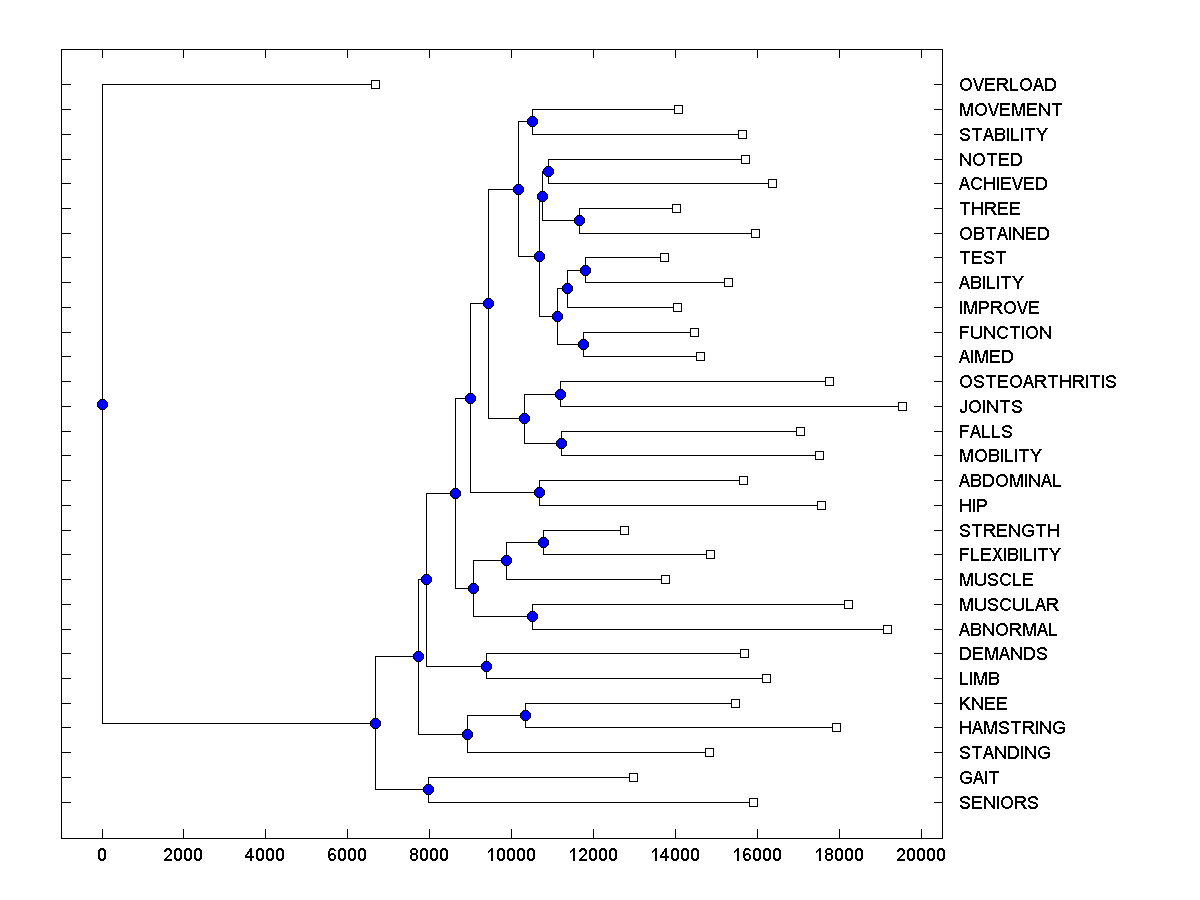 OVERLOAD
MOVEMENT
STABILITY
NOTED
ACHIEVED
THREE
OBTAINED
TEST
ABILITY
IMPROVE
FUNCTION
AIMED
OSTEOARTHRITIS
JOINTS
FALLS
MOBILITY
ABDOMINAL
HIP
STRENGTH
FLEXIBILITY
MUSCLE
MUSCULAR
ABNORMAL
DEMANDS
LIMB
KNEE
HAMSTRING
STANDING
GAIT
SENIORS
0 2000 4000 6000 8000 10000 12000 14000 16000 18000 20000